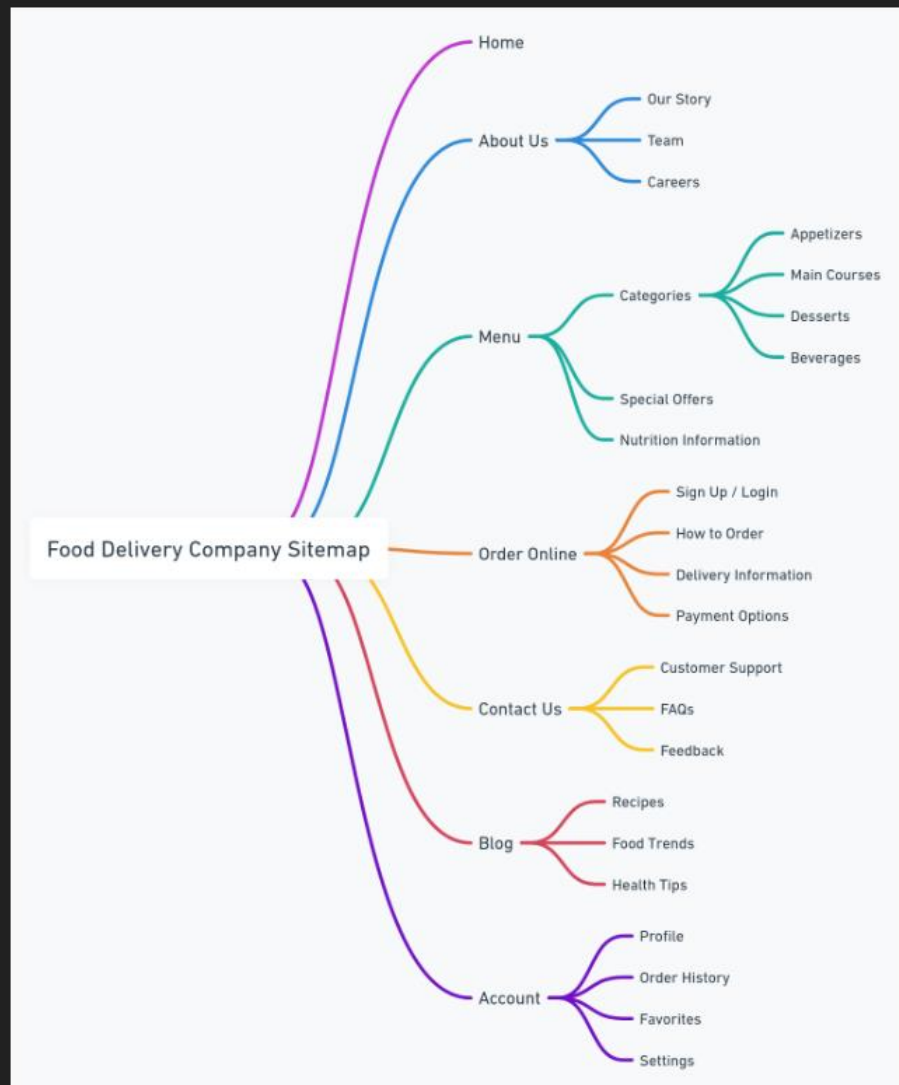 Home
About Us
Our Story
Team
Careers
Menu
Categories
Appetizers
Main Courses
Desserts
Beverages
Special Offers
Nutrition Information
Food Delivery Company Sitemap
Order Online
Sign Up / Login
How to Order
Delivery Information
Payment Options
Contact Us
Customer Support
FAQs
Feedback
Blog
Recipes
Food Trends
Health Tips
Account
Profile
Order History
Favorites
Settings